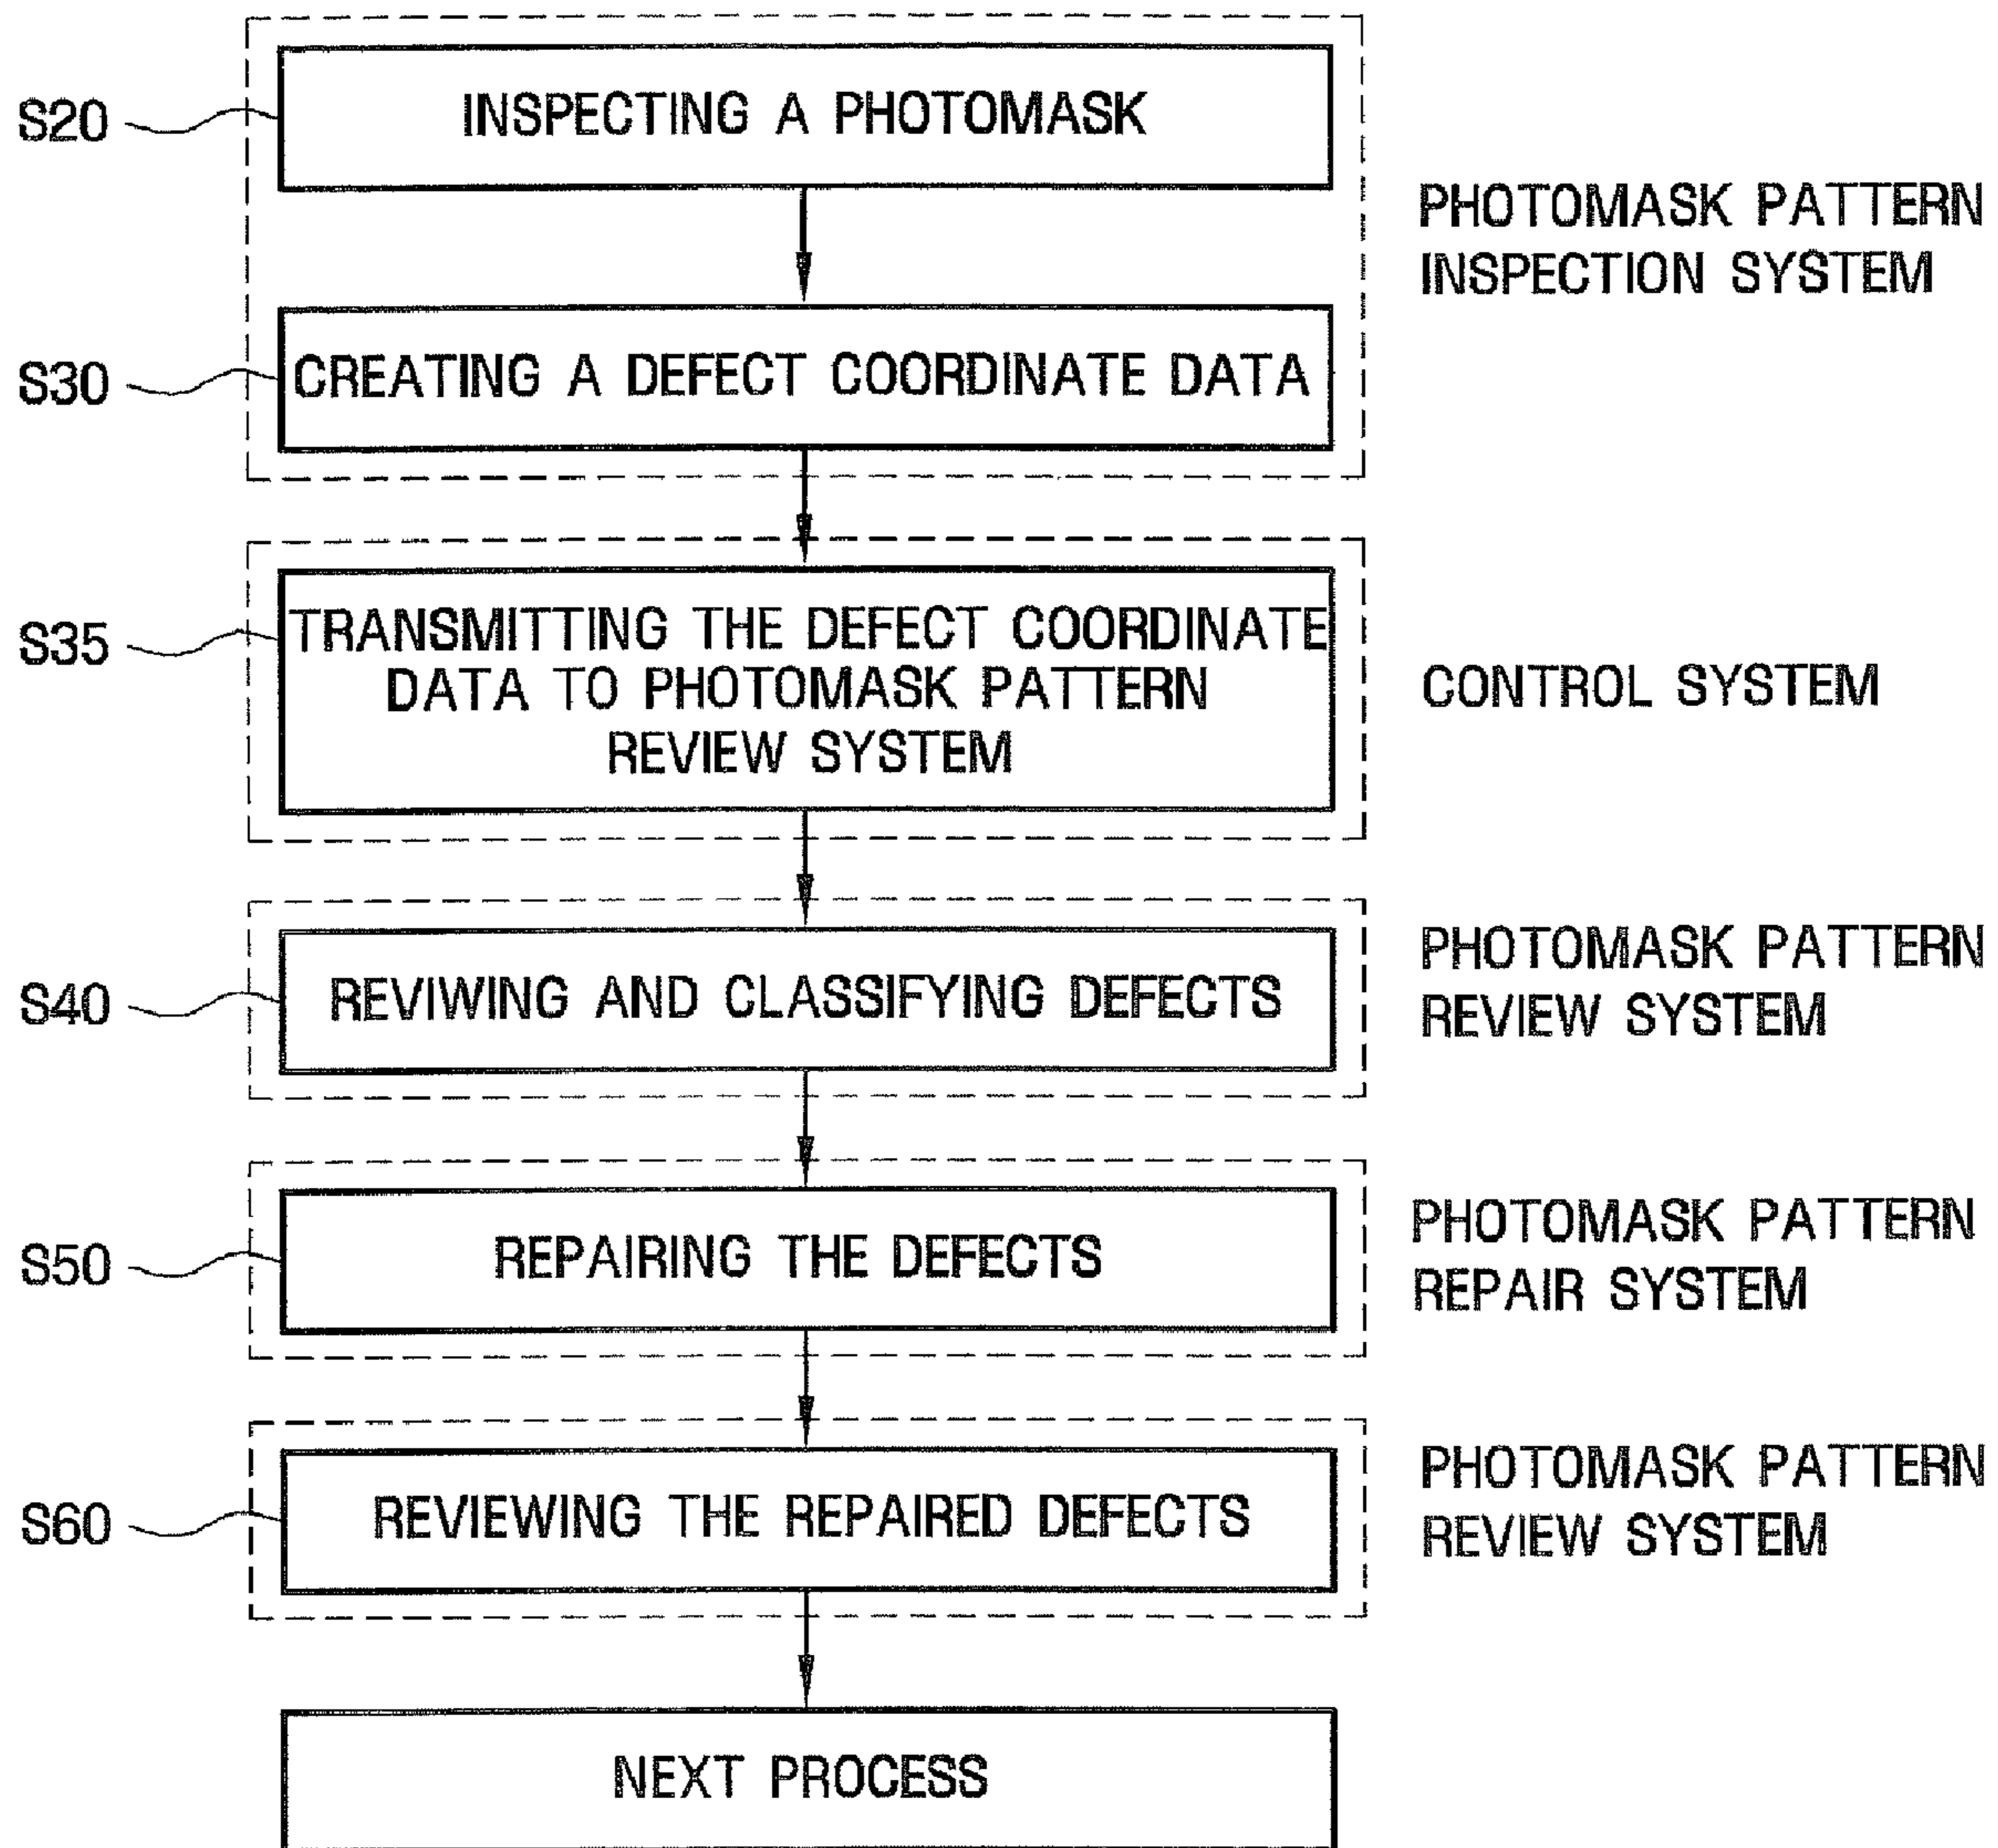 S20
INSPECTING A PHOTOMASK
PHOTOMASK PATTERN
INSPECTION SYSTEM
S30
CREATING A DEFECT COORDINATE DATA
S35
TRANSMITTING THE DEFECT COORDINATE
DATA TO PHOTOMASK PATTERN
REVIEW SYSTEM
CONTROL SYSTEM
S40
REVIWING AND CLASSIFYING DEFECTS
PHOTOMASK PATTERN
REVIEW SYSTEM
S50
REPAIRING THE DEFECTS
PHOTOMASK PATTERN
REPAIR SYSTEM
S60
REVIEWING THE REPAIRED DEFECTS
PHOTOMASK PATTERN
REVIEW SYSTEM
NEXT PROCESS